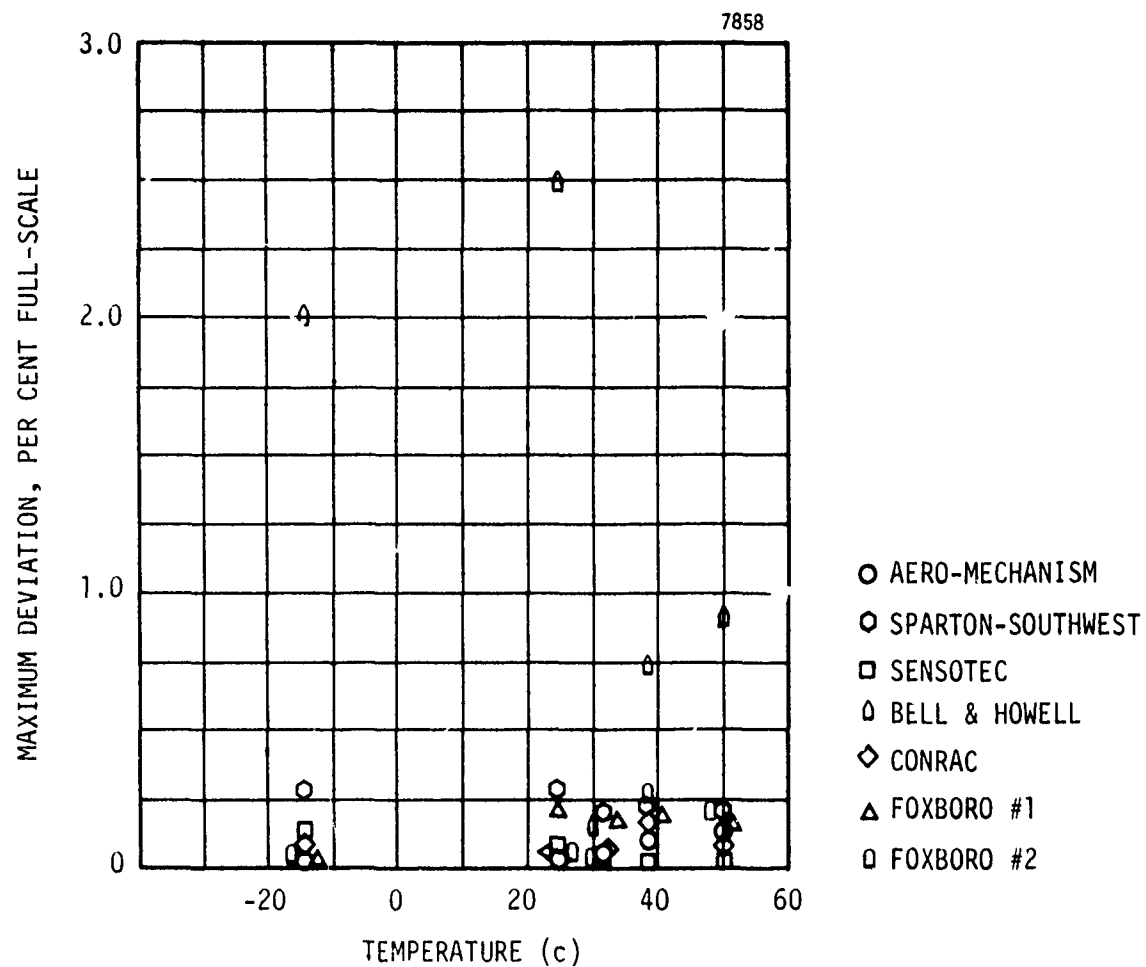 7858
3.0
2.0
1.0
0
MAXIMUM DEVIATION, PER CENT FULL-SCALE
-20 0 20 40 60
TEMPERATURE (c)
AERO-MECHANISM
SPARTON-SOUTHWEST
SENSOTEC
BELL & HOWELL
CONRAC
FOXBORO #1
FOXBORO #2